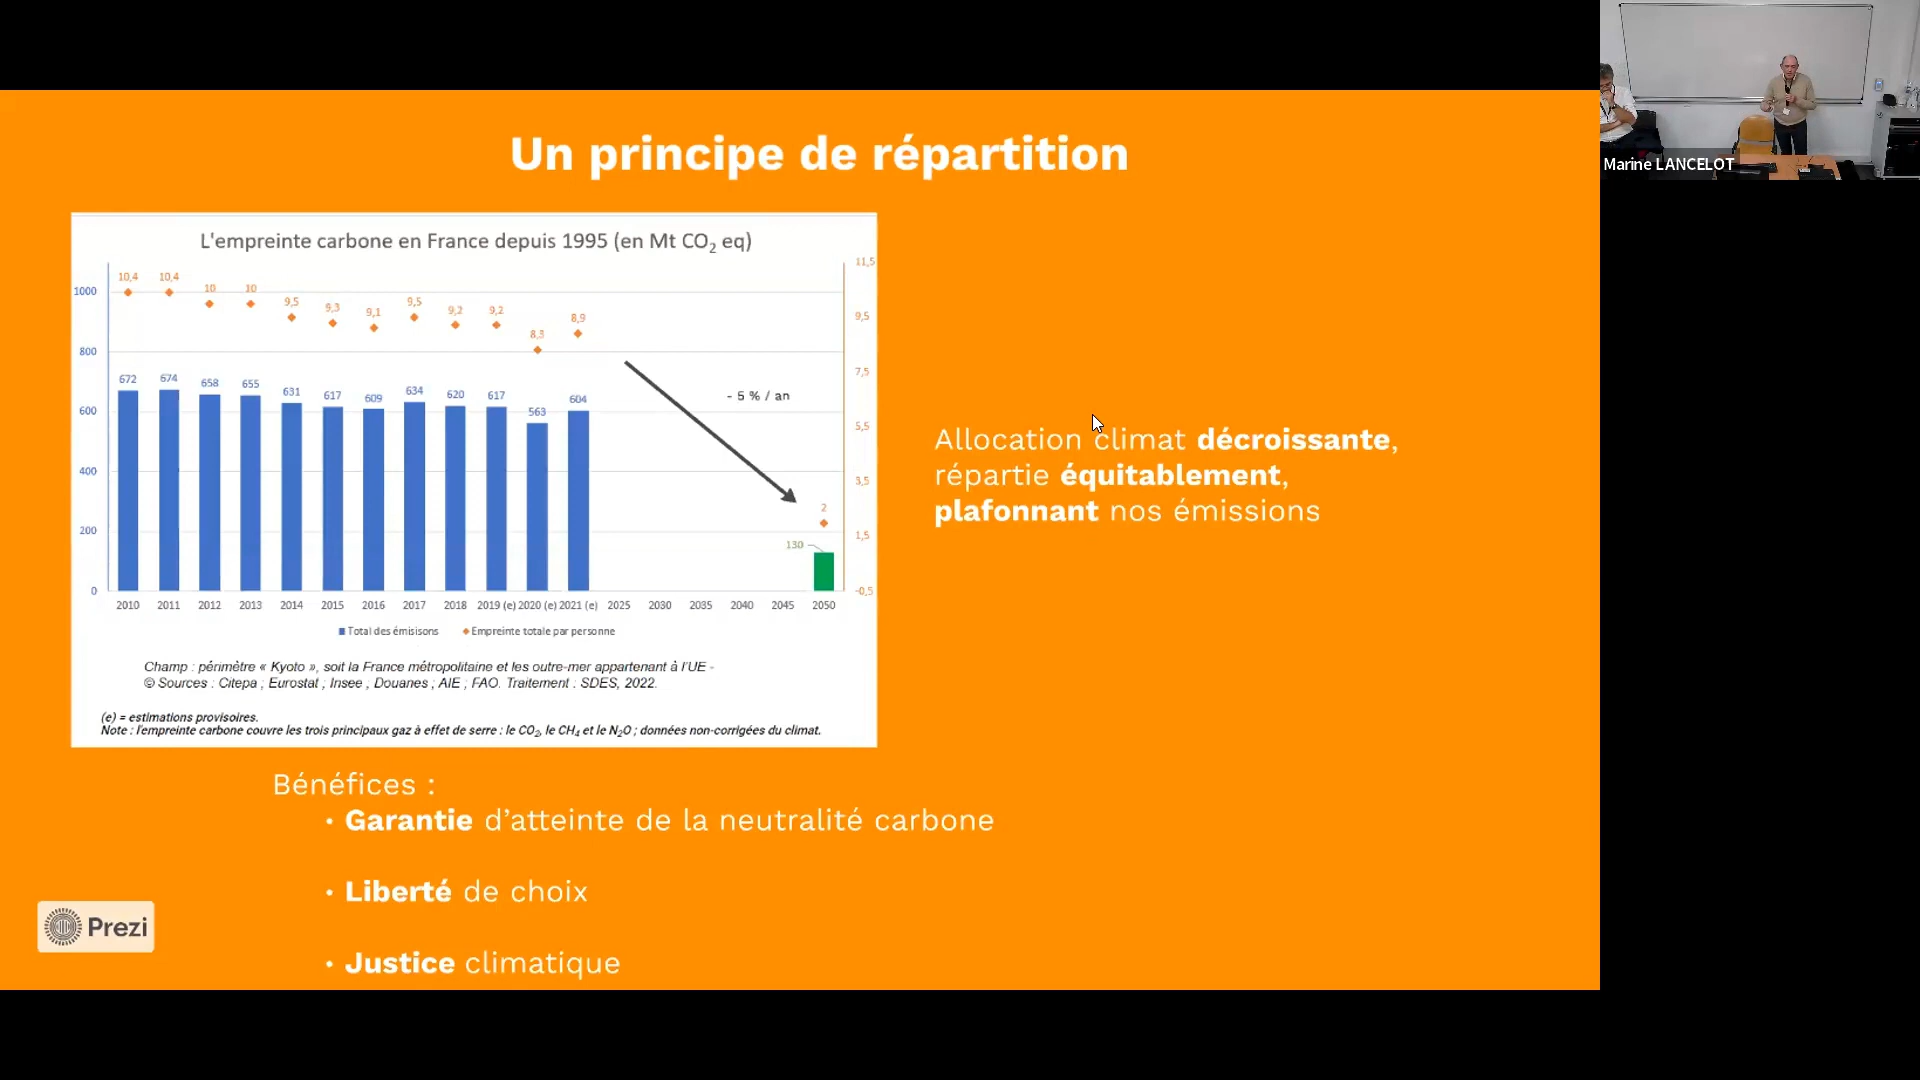 Un principe de répartition
L'empreinte carbone en France depuis 1995 (en Mt CO2 eq)
1000
800
600
400
200
0
11,5
9,5
7,5
5,5
3,5
1,5
-0,5
10,4 10,4 10 10 9,5 9,3 9,1 9,5 9,2 9,2 8,3 8,9
672 674 658 655 631 617 609 634 620 617 563 604
- 5 % / an
2
130
2010 2011 2012 2013 2014 2015 2016 2017 2018 2019 (e) 2020 (e) 2021 (e) 2025 2030 2035 2040 2045 2050
Total des émisisons Empreinte totale par personne
Champ : périmètre « Kyoto », soit la France métropolitaine et les outre-mer appartenant à l'UE -
© Sources : Citepa ; Eurostat ; Insee ; Douanes ; AIE ; FAO. Traitement : SDES, 2022.
(e) = estimations provisoires.
Note : l'empreinte carbone couvre les trois principaux gaz à effet de serre : le CO2, le CH4 et le N2O ; données non-corrigées du climat.
Allocation climat décroissante,
répartie équitablement,
plafonnant nos émissions
Bénéfices :
• Garantie d'atteinte de la neutralité carbone
• Liberté de choix
• Justice climatique
Prezi
Marine LANCELOT